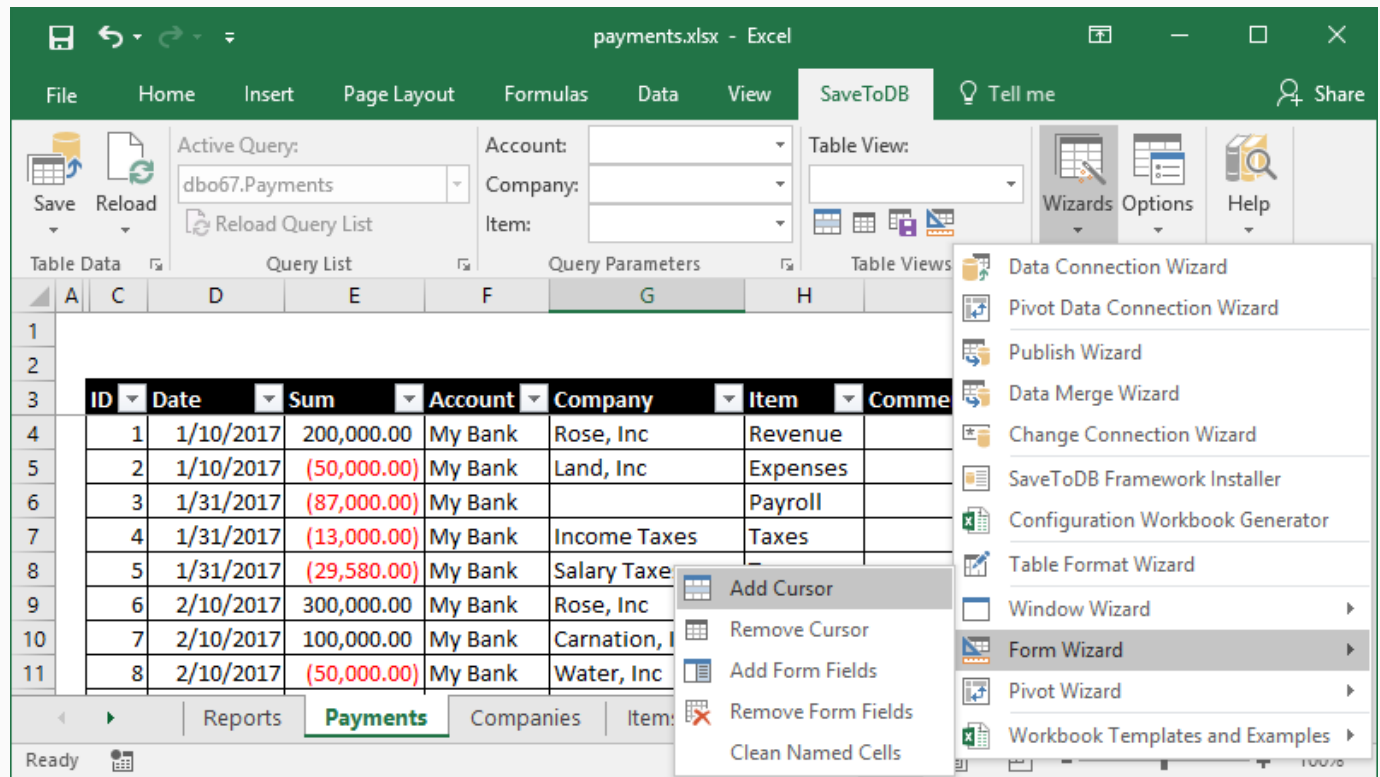 payments.xlsx - Excel
File Home Insert Page Layout Formulas Data View SaveToDB Tell me Share
Active Query: Account: Table View:
dbo67.Payments Company:
Save Reload Wizards Options Help
Reload Query List Item:
Table Data Query List Query Parameters Table Views
Data Connection Wizard
A C D E F G H
Pivot Data Connection Wizard
1
2
Publish Wizard
3 ID Date Sum Account Company Item Comme
Data Merge Wizard
4 1 1/10/2017 200,000.00 My Bank Rose, Inc Revenue
Change Connection Wizard
5 2 1/10/2017 (50,000.00) My Bank Land, Inc Expenses
SaveToDB Framework Installer
6 3 1/31/2017 (87,000.00) My Bank Payroll
Configuration Workbook Generator
7 4 1/31/2017 (13,000.00) My Bank Income Taxes Taxes
Table Format Wizard
8 5 1/31/2017 (29,580.00) My Bank Salary Taxe
Add Cursor
9 6 2/10/2017 300,000.00 My Bank Rose, Inc
Window Wizard
Remove Cursor
10 7 2/10/2017 100,000.00 My Bank Carnation, I
Form Wizard
Add Form Fields
11 8 2/10/2017 (50,000.00) My Bank Water, Inc
Pivot Wizard
Remove Form Fields
Reports Payments Companies Item
Workbook Templates and Examples
Clean Named Cells
Ready 100%